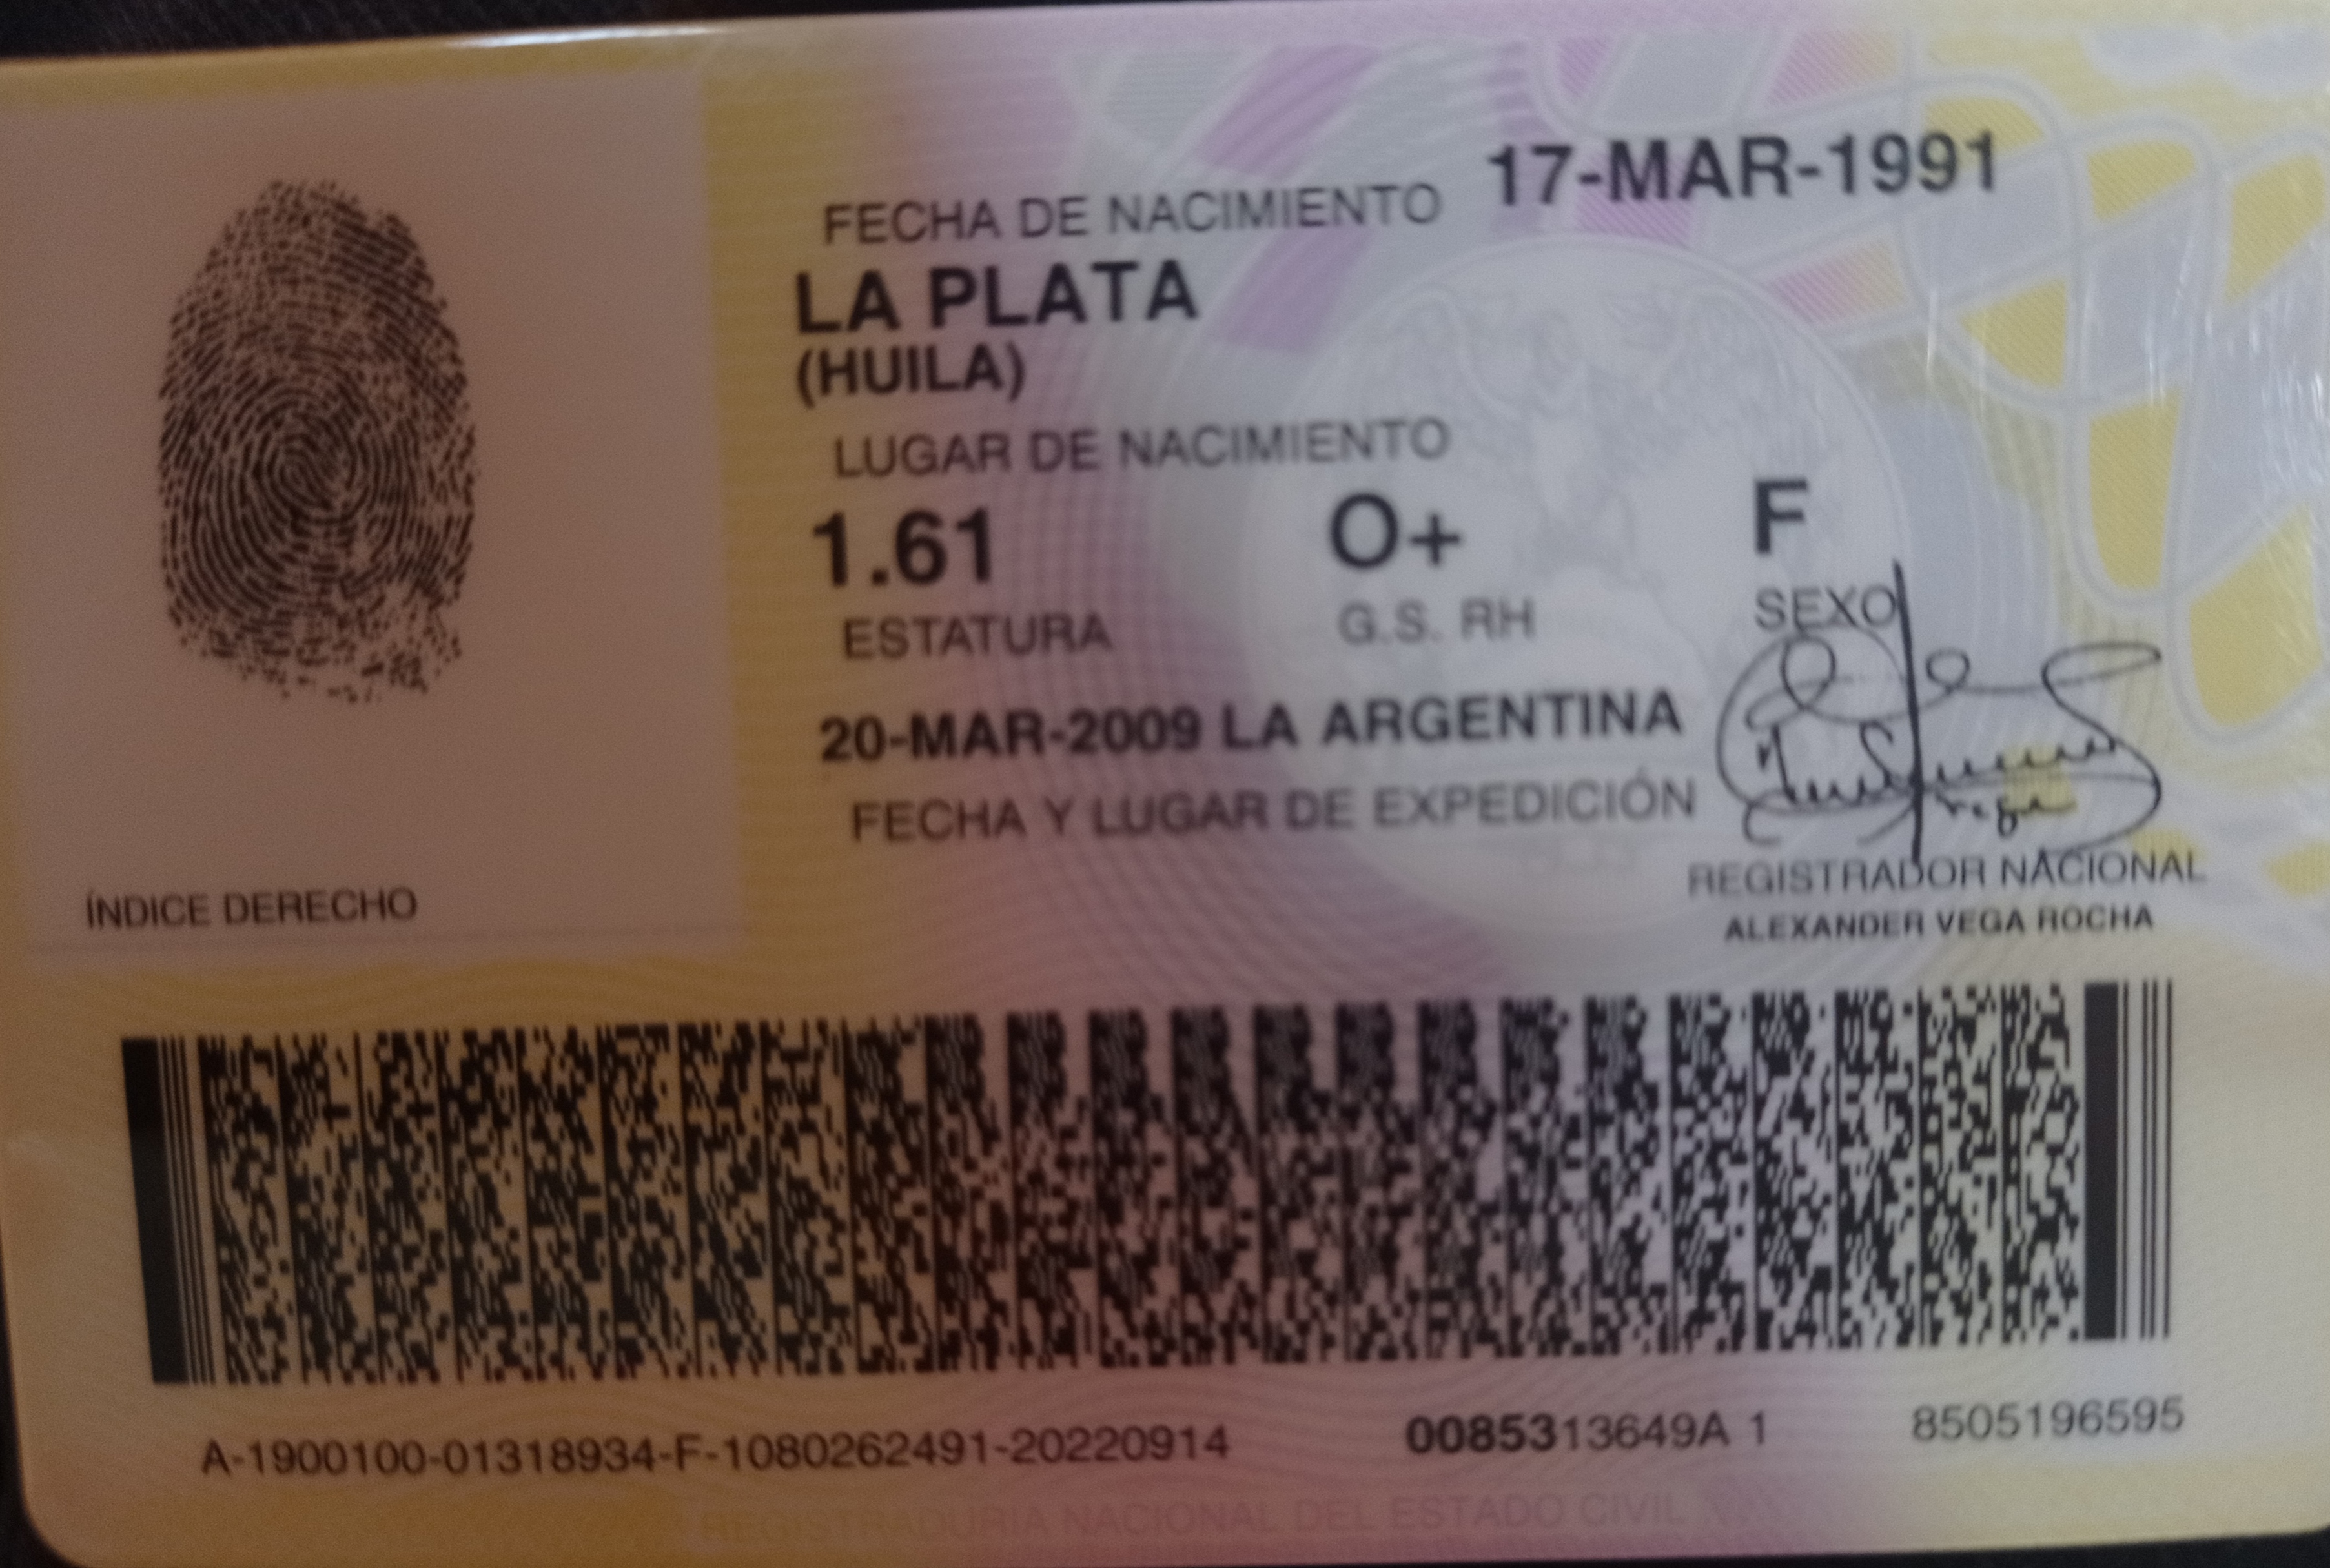 FECHA DE NACIMIENTO 17-MAR-1991
LA PLATA
(HUILA)
LUGAR DE NACIMIENTO
1.61 O+ F
ESTATURA G.S. RH SEXO
20-MAR-2009 LA ARGENTINA
FECHA Y LUGAR DE EXPEDICIÓN
REGISTRADOR NACIONAL
ALEXANDER VEGA ROCHA
ÍNDICE DERECHO
A-1900100-01318934-F-1080262491-20220914 0085313649A 1 8505196595
REGISTRADURIA NACIONAL DEL ESTADO CIVIL